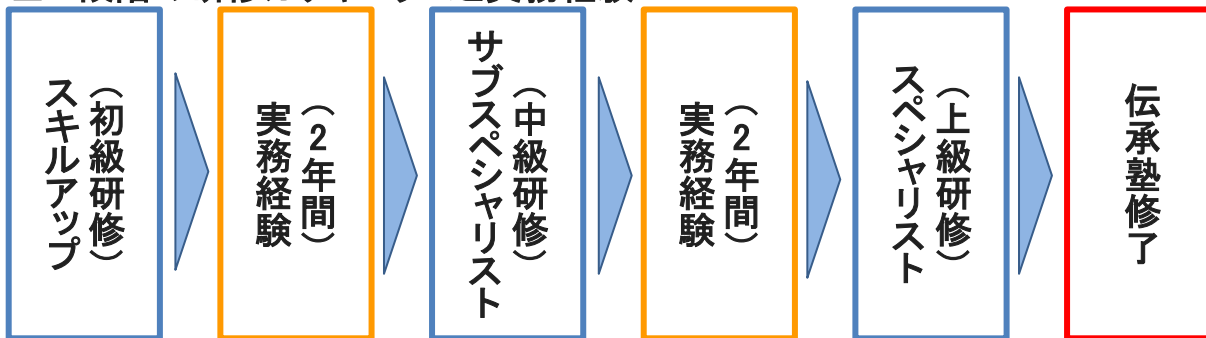 （初級研修）
スキルアップ
（２年間）
実務経験
（中級研修）
サブスペシャリスト
（２年間）
実務経験
（上級研修）
スペシャリスト
伝承塾修了